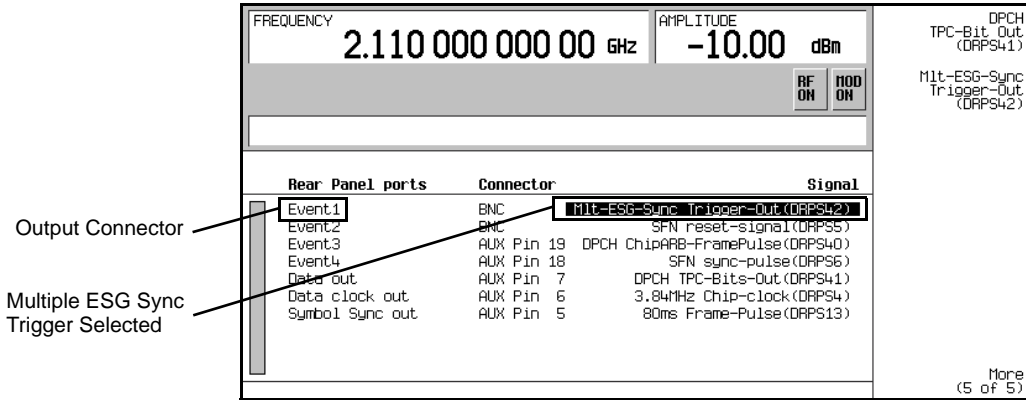 FREQUENCY
2.110 000 000 00 GHz
AMPLITUDE
-10.00 dBm
RF ON
MOD ON
DPCH
TPC-Bit Out
(DRPS41)
Mlt-ESG-Sync
Trigger-Out
(DRPS42)
Rear Panel ports Connector Signal
Event1 BNC Mlt-ESG-Sync Trigger-Out(DRPS42)
Event2 BNC SFN reset-signal(DRPS5)
Event3 AUX Pin 19 DPCH ChipARB-FramePulse(DRPS40)
Event4 AUX Pin 18 SFN sync-pulse(DRPS6)
Data out AUX Pin 7 DPCH TPC-Bits-Out(DRPS41)
Data clock out AUX Pin 6 3.84MHz Chip-clock(DRPS4)
Symbol Sync out AUX Pin 5 80ms Frame-Pulse(DRPS13)
Output Connector
Multiple ESG Sync
Trigger Selected
More
(5 of 5)